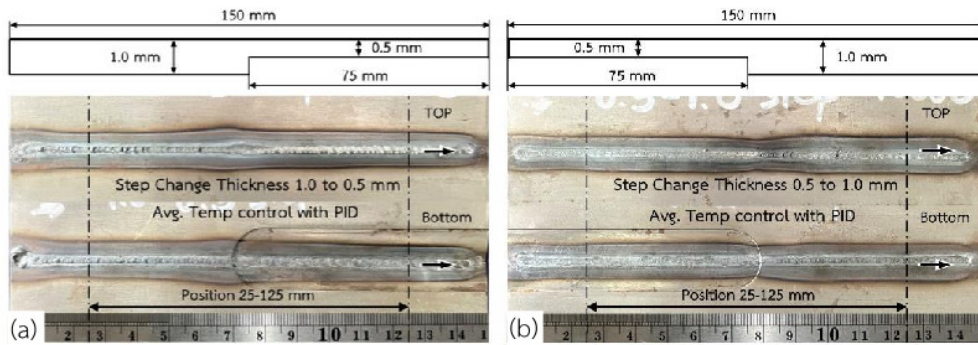 150 mm
0.5 mm
1.0 mm
75 mm
TOP
Step Change Thickness 1.0 to 0.5 mm
Avg. Temp control with PID
Bottom
Position 25-125 mm
2 3 4 5 6 7 8 9 10 11 12 13 14 1
(a)
150 mm
0.5 mm
1.0 mm
75 mm
TOP
Step Change Thickness 0.5 to 1.0 mm
Avg. Temp control with PID
Bottom
Position 25-125 mm
2 3 4 5 6 7 8 9 10 11 12 13 14
(b)